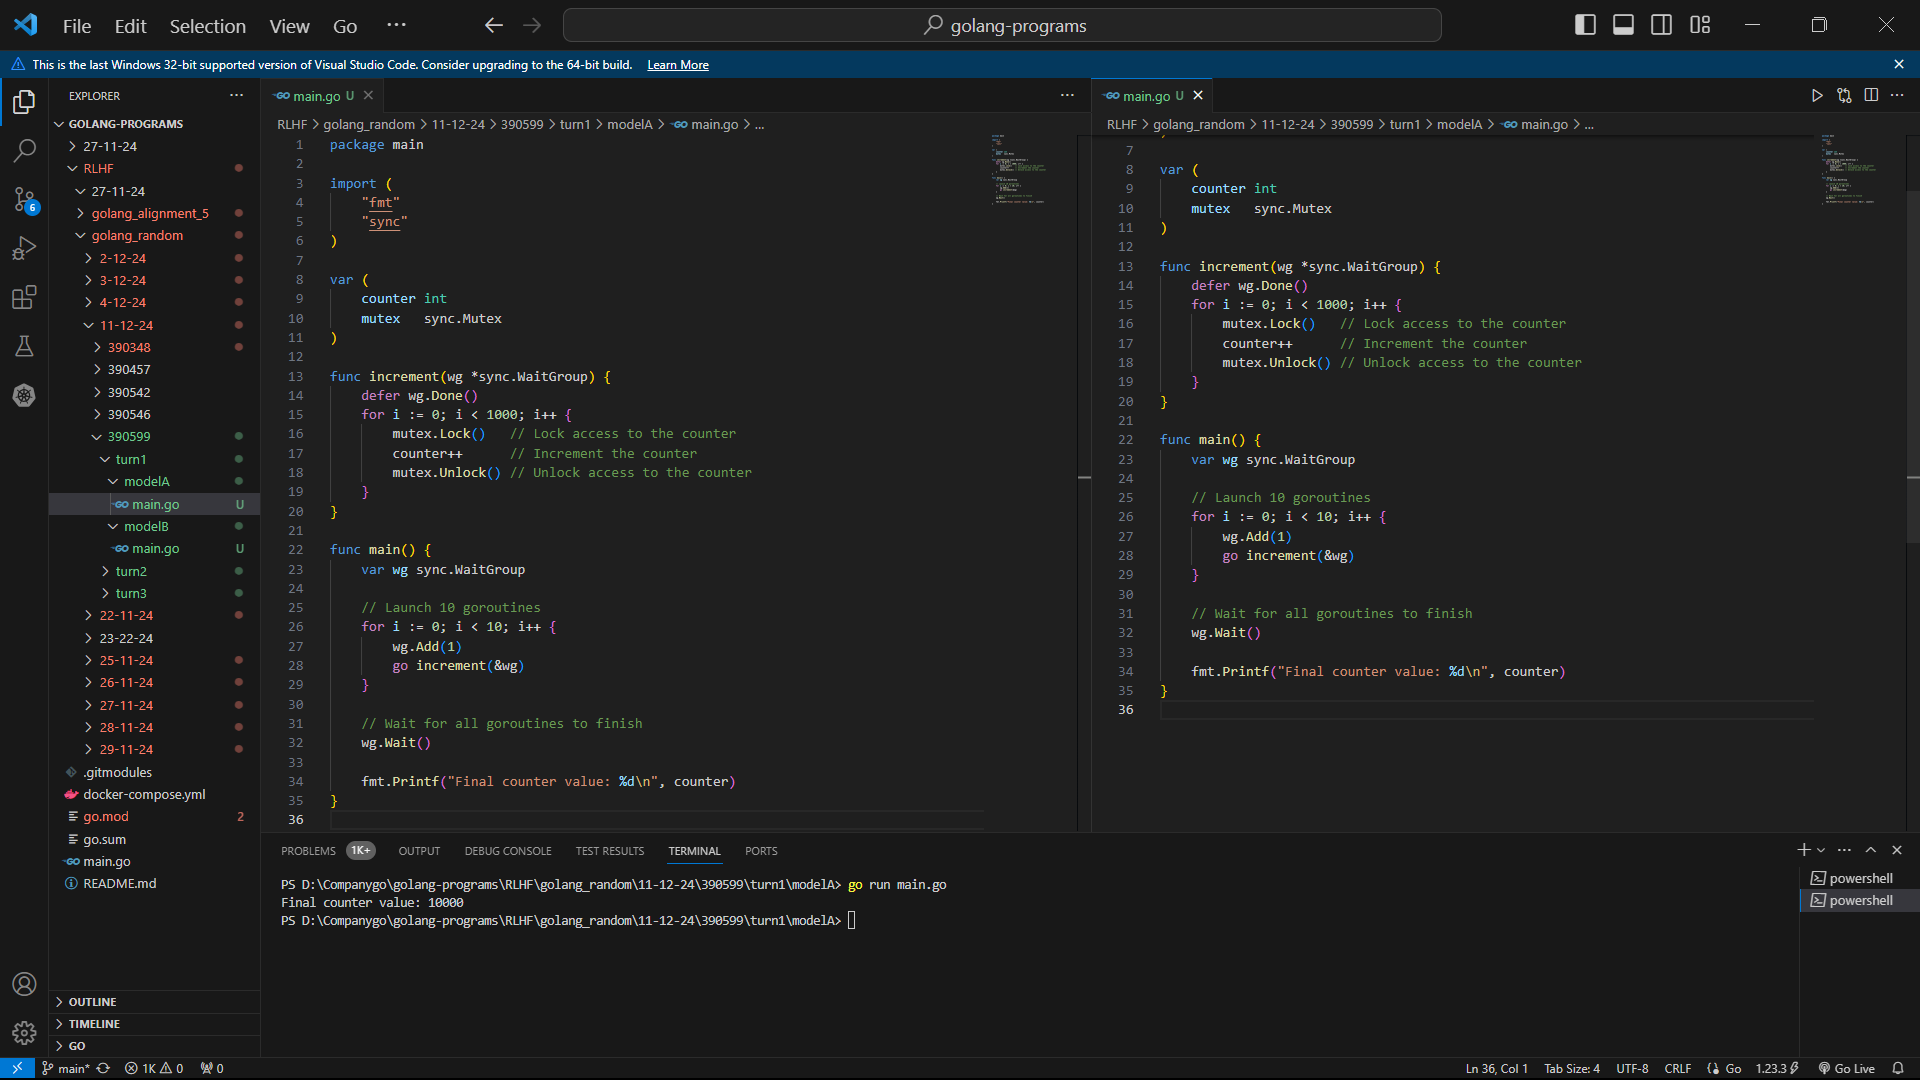 File Edit Selection View Go ...
golang-programs
This is the last Windows 32-bit supported version of Visual Studio Code. Consider upgrading to the 64-bit build. Learn More
EXPLORER
GOLANG-PROGRAMS
27-11-24
RLHF
27-11-24
golang_alignment_5
golang_random
2-12-24
3-12-24
4-12-24
11-12-24
390348
390457
390542
390546
390599
turn1
modelA
main.go U
modelB
main.go U
turn2
turn3
22-11-24
23-22-24
25-11-24
26-11-24
27-11-24
28-11-24
29-11-24
.gitmodules
docker-compose.yml
go.mod 2
go.sum
main.go
README.md
OUTLINE
TIMELINE
GO
6
main.go U
RLHF > golang_random > 11-12-24 > 390599 > turn1 > modelA > main.go > ...
1 package main
2
3 import (
4 "fmt"
5 "sync"
6 )
7
8 var (
9 counter int
10 mutex sync.Mutex
11 )
12
13 func increment(wg *sync.WaitGroup) {
14 defer wg.Done()
15 for i := 0; i < 1000; i++ {
16 mutex.Lock() // Lock access to the counter
17 counter++ // Increment the counter
18 mutex.Unlock() // Unlock access to the counter
19 }
20 }
21
22 func main() {
23 var wg sync.WaitGroup
24
25 // Launch 10 goroutines
26 for i := 0; i < 10; i++ {
27 wg.Add(1)
28 go increment(&wg)
29 }
30
31 // Wait for all goroutines to finish
32 wg.Wait()
33
34 fmt.Printf("Final counter value: %d\n", counter)
35 }
36
main.go U
RLHF > golang_random > 11-12-24 > 390599 > turn1 > modelA > main.go > ...
7
8 var (
9 counter int
10 mutex sync.Mutex
11 )
12
13 func increment(wg *sync.WaitGroup) {
14 defer wg.Done()
15 for i := 0; i < 1000; i++ {
16 mutex.Lock() // Lock access to the counter
17 counter++ // Increment the counter
18 mutex.Unlock() // Unlock access to the counter
19 }
20 }
21
22 func main() {
23 var wg sync.WaitGroup
24
25 // Launch 10 goroutines
26 for i := 0; i < 10; i++ {
27 wg.Add(1)
28 go increment(&wg)
29 }
30
31 // Wait for all goroutines to finish
32 wg.Wait()
33
34 fmt.Printf("Final counter value: %d\n", counter)
35 }
36
PROBLEMS 1K+ OUTPUT DEBUG CONSOLE TEST RESULTS TERMINAL PORTS
PS D:\Companygo\golang-programs\RLHF\golang_random\11-12-24\390599\turn1\modelA> go run main.go
Final counter value: 10000
PS D:\Companygo\golang-programs\RLHF\golang_random\11-12-24\390599\turn1\modelA>
powershell
powershell
main* 1K 0 0 Ln 36, Col 1 Tab Size: 4 UTF-8 CRLF Go 1.23.3 Go Live